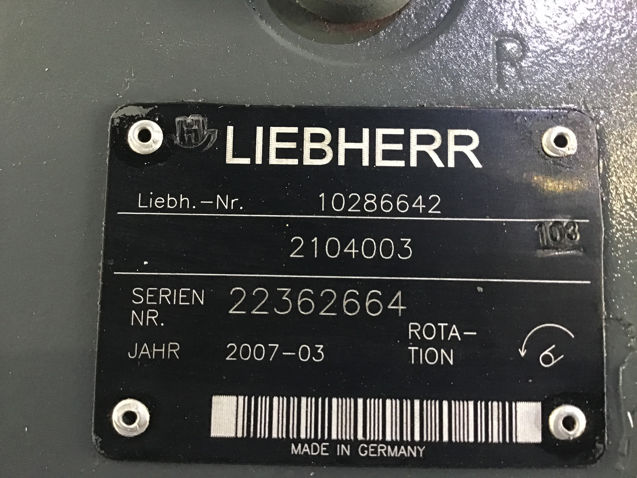 R
LIEBHERR
Liebh.-Nr. 10286642
2104003
103
SERIEN NR. 22362664
JAHR 2007-03
ROTA-
TION
MADE IN GERMANY